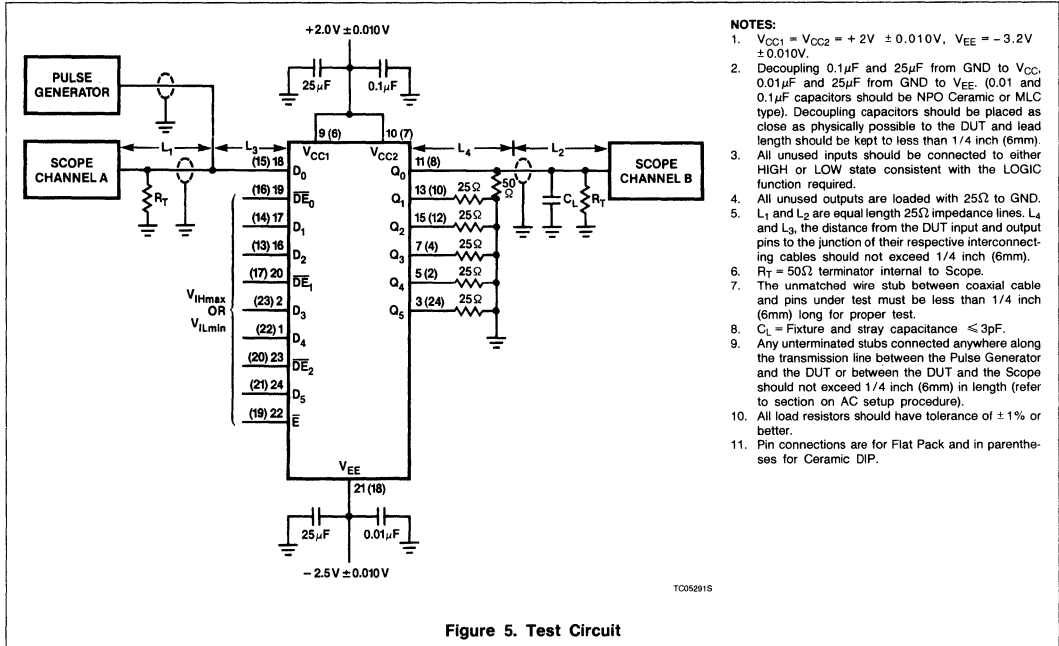 +2.0V ±0.010V
25μF
0.1μF
PULSE
GENERATOR
SCOPE
CHANNEL A
L1
L3
RT
9 (6)
10 (7)
VCC1
VCC2
(15) 18
D0
(16) 19
DE0
(14) 17
D1
(13) 16
D2
(17) 20
DE1
(23) 2
D3
(22) 1
D4
(20) 23
DE2
(21) 24
D5
(19) 22
E
VIHmax
OR
VILmin
11 (8)
Q0
13 (10)
Q1
25Ω
15 (12)
Q2
25Ω
7 (4)
Q3
25Ω
5 (2)
Q4
25Ω
3 (24)
Q5
25Ω
50
Ω
L4
L2
CL
RT
SCOPE
CHANNEL B
VEE
21 (18)
25μF
0.01μF
− 2.5V ±0.010V
TC05291S
NOTES:
1. VCC1 = VCC2 = + 2V ± 0.010V, VEE = − 3.2V
± 0.010V.
2. Decoupling 0.1μF and 25μF from GND to VCC,
0.01μF and 25μF from GND to VEE. (0.01 and
0.1μF capacitors should be NPO Ceramic or MLC
type). Decoupling capacitors should be placed as
close as physically possible to the DUT and lead
length should be kept to less than 1/4 inch (6mm).
3. All unused inputs should be connected to either
HIGH or LOW state consistent with the LOGIC
function required.
4. All unused outputs are loaded with 25Ω to GND.
5. L1 and L2 are equal length 25Ω impedance lines. L4
and L3, the distance from the DUT input and output
pins to the junction of their respective interconnect-
ing cables should not exceed 1/4 inch (6mm).
6. RT = 50Ω terminator internal to Scope.
7. The unmatched wire stub between coaxial cable
and pins under test must be less than 1/4 inch
(6mm) long for proper test.
8. CL = Fixture and stray capacitance ⩽ 3pF.
9. Any unterminated stubs connected anywhere along
the transmission line between the Pulse Generator
and the DUT or between the DUT and the Scope
should not exceed 1/4 inch (6mm) in length (refer
to section on AC setup procedure).
10. All load resistors should have tolerance of ± 1% or
better.
11. Pin connections are for Flat Pack and in parenthe-
ses for Ceramic DIP.
Figure 5. Test Circuit